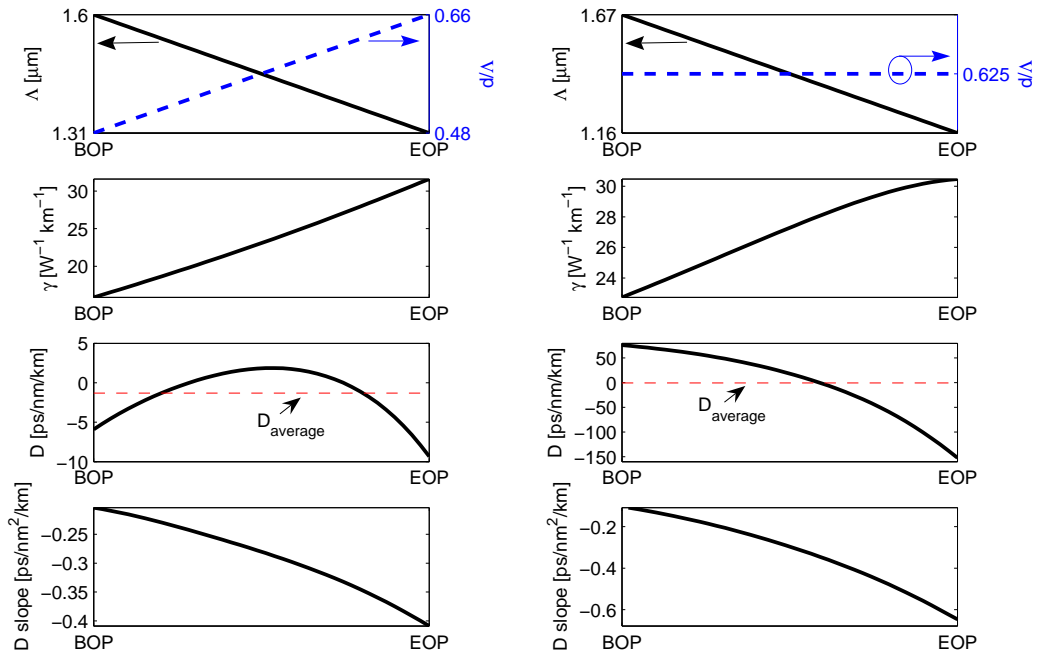 1.6
Λ [μm]
1.31
0.66
Λ/d
0.48
BOP
EOP
1.67
Λ [μm]
1.16
0.625
Λ/d
BOP
EOP
γ [W⁻¹ km⁻¹]
30
25
20
BOP
EOP
γ [W⁻¹ km⁻¹]
30
28
26
24
BOP
EOP
D [ps/nm/km]
5
0
−5
−10
D_average
BOP
EOP
D [ps/nm/km]
50
0
−50
−100
−150
D_average
BOP
EOP
D slope [ps/nm²/km]
−0.25
−0.3
−0.35
−0.4
BOP
EOP
D slope [ps/nm²/km]
−0.2
−0.4
−0.6
BOP
EOP